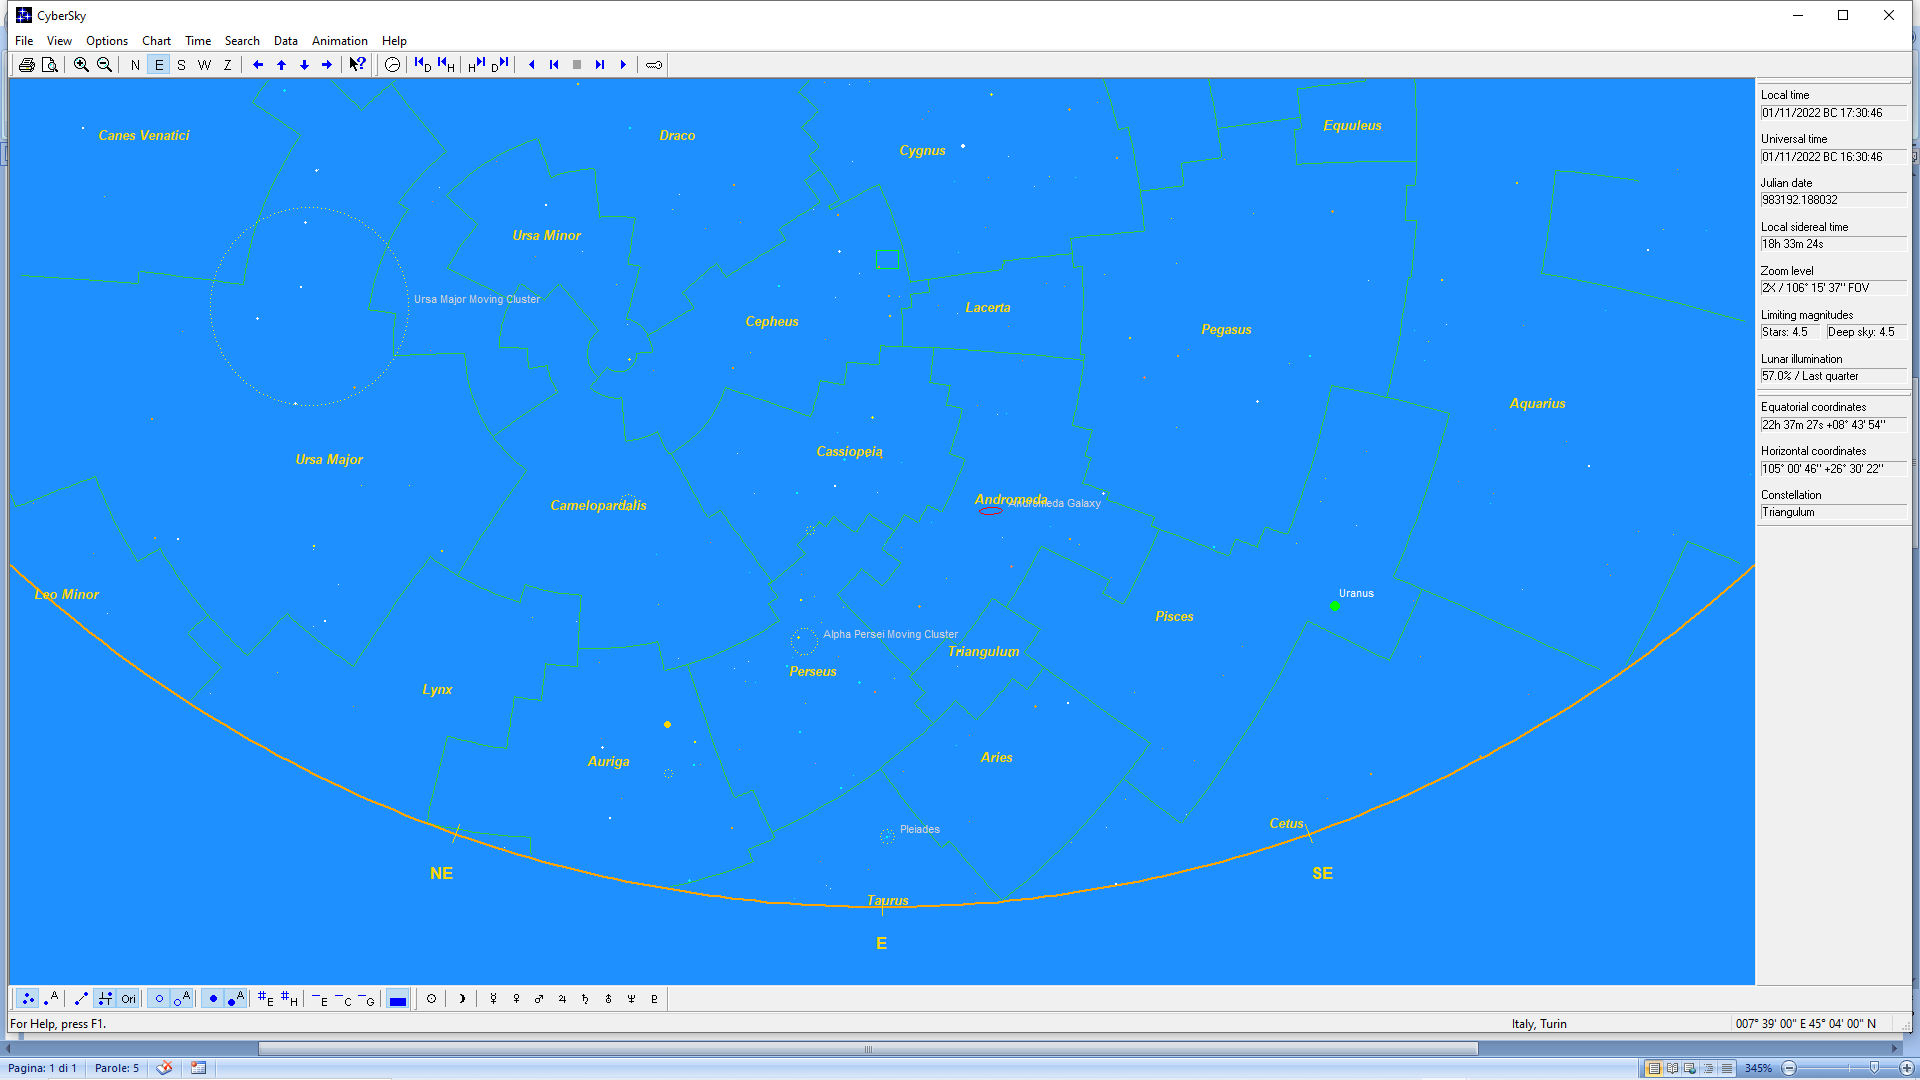 CyberSky
File View Options Chart Time Search Data Animation Help
N E S W Z
D H H D
Canes Venatici
Draco
Cygnus
Equuleus
Ursa Minor
Ursa Major Moving Cluster
Cepheus
Lacerta
Pegasus
Aquarius
Ursa Major
Cassiopeia
Camelopardalis
Andromeda
Andromeda Galaxy
Leo Minor
Uranus
Pisces
Alpha Persei Moving Cluster
Triangulum
Perseus
Lynx
Auriga
Aries
Pleiades
Cetus
NE
SE
Taurus
E
Local time
01/11/2022 BC 17:30:46
Universal time
01/11/2022 BC 16:30:46
Julian date
983192.188032
Local sidereal time
18h 33m 24s
Zoom level
2X / 106° 15' 37" FOV
Limiting magnitudes
Stars: 4.5 Deep sky: 4.5
Lunar illumination
57.0% / Last quarter
Equatorial coordinates
22h 37m 27s +08° 43' 54"
Horizontal coordinates
105° 00' 46" +26° 30' 22"
Constellation
Triangulum
A Ori A A #E #H E C G
For Help, press F1.
Italy, Turin
007° 39' 00" E 45° 04' 00" N
Pagina: 1 di 1 Parole: 5
345%